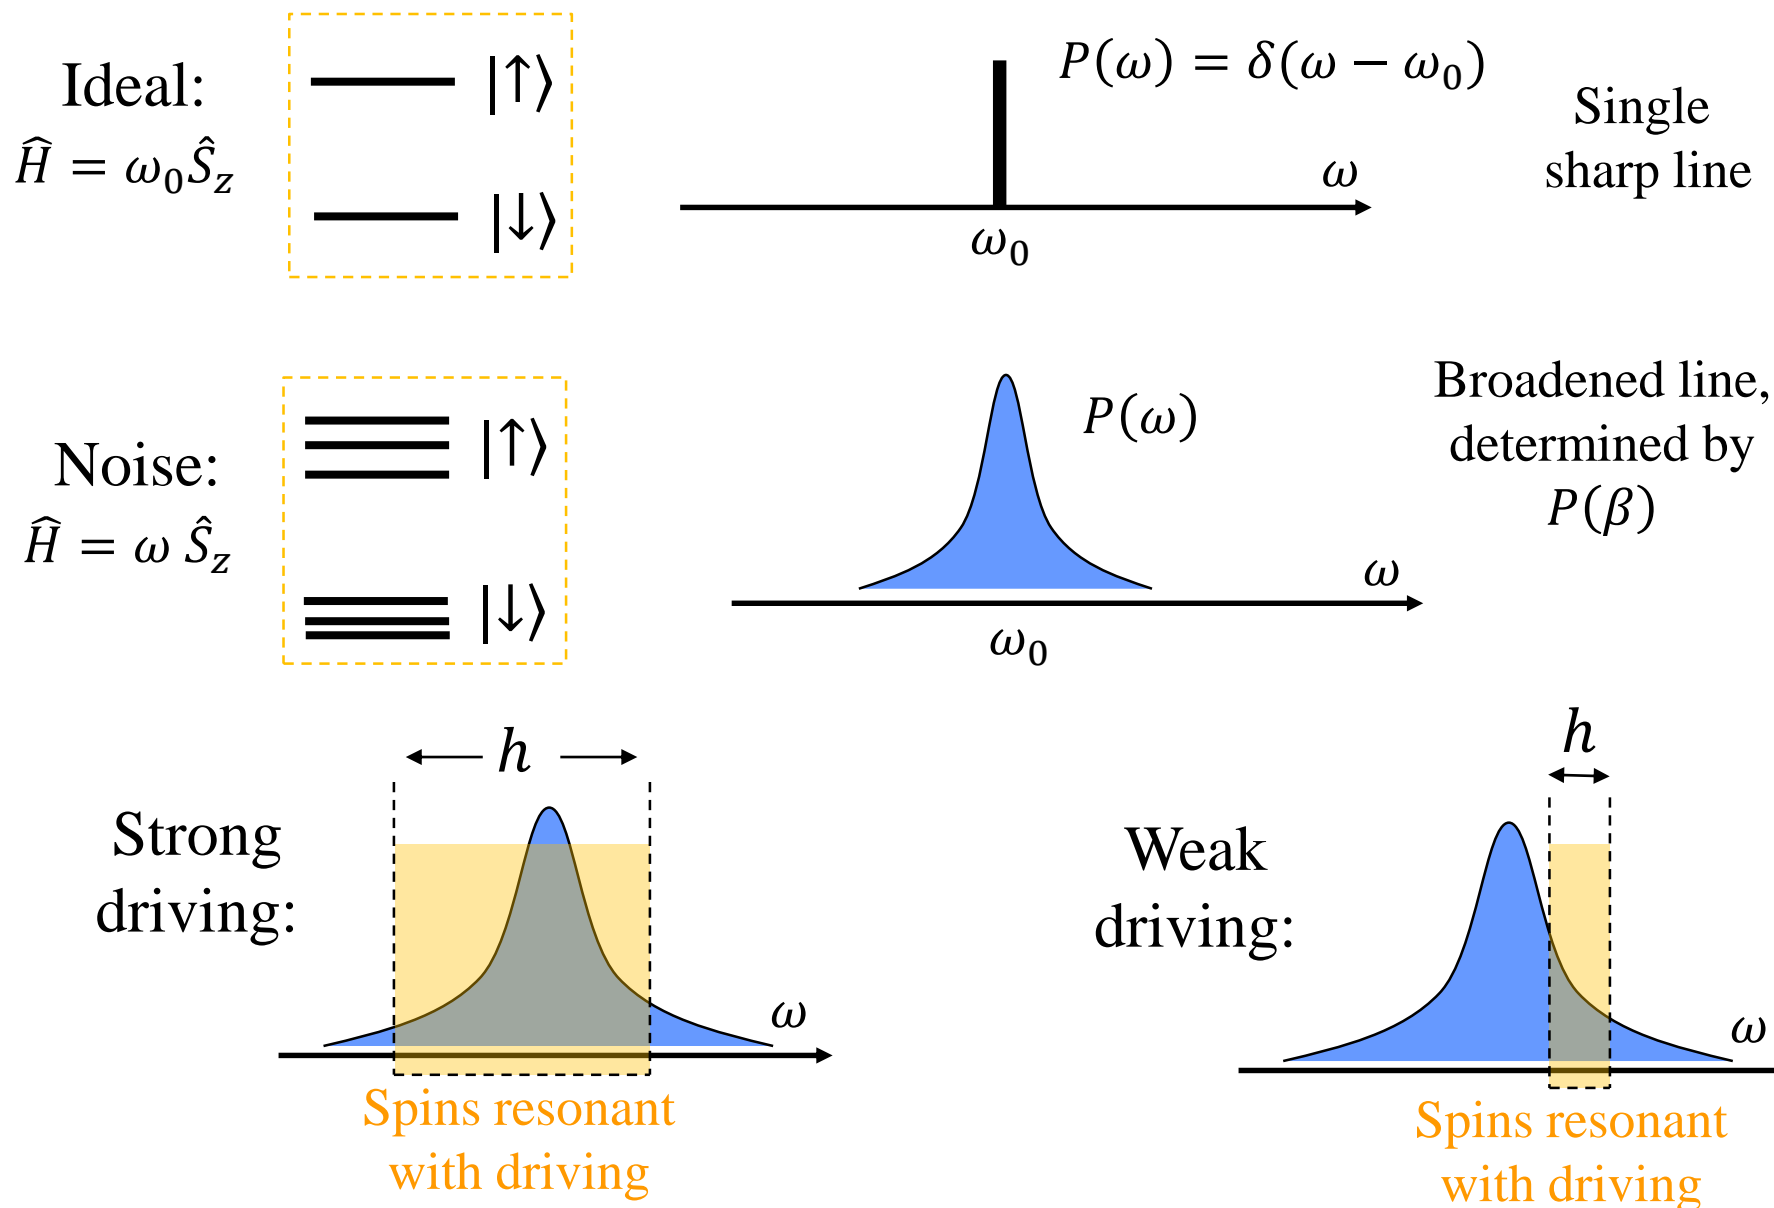 Ideal:
Ĥ = ω₀Ŝ_z
|↑⟩
|↓⟩
P(ω) = δ(ω − ω₀)
ω
ω₀
Single
sharp line
Noise:
Ĥ = ω Ŝ_z
|↑⟩
|↓⟩
P(ω)
ω
ω₀
Broadened line,
determined by
P(β)
Strong
driving:
h
ω
Spins resonant
with driving
Weak
driving:
h
ω
Spins resonant
with driving